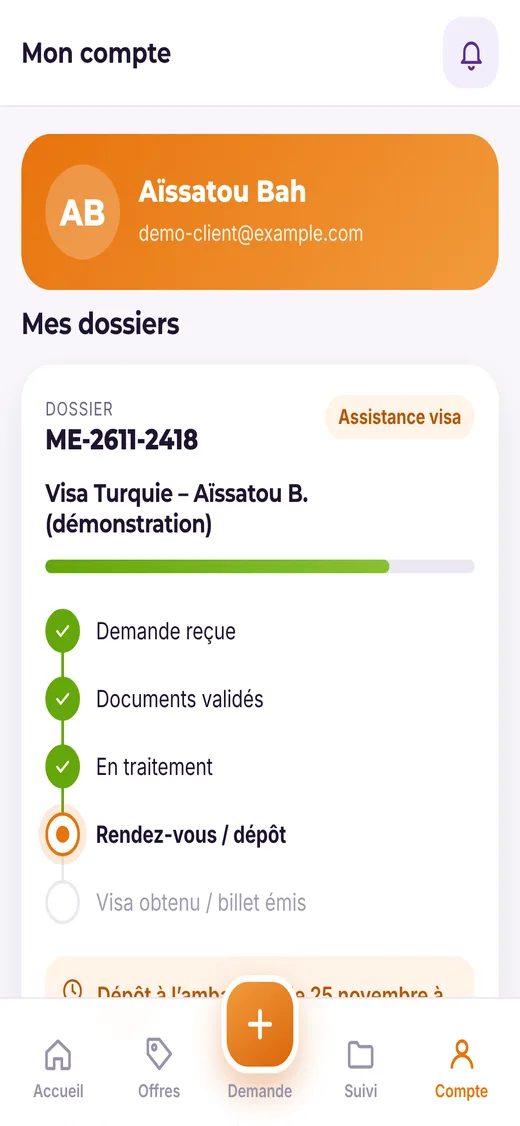 Mon compte
AB
Aïssatou Bah
demo-client@example.com
Mes dossiers
DOSSIER
ME-2611-2418
Assistance visa
Visa Turquie – Aïssatou B.
(démonstration)
Demande reçue
Documents validés
En traitement
Rendez-vous / dépôt
Visa obtenu / billet émis
Dépôt à l'amba 25 novembre à
Accueil
Offres
Demande
Suivi
Compte